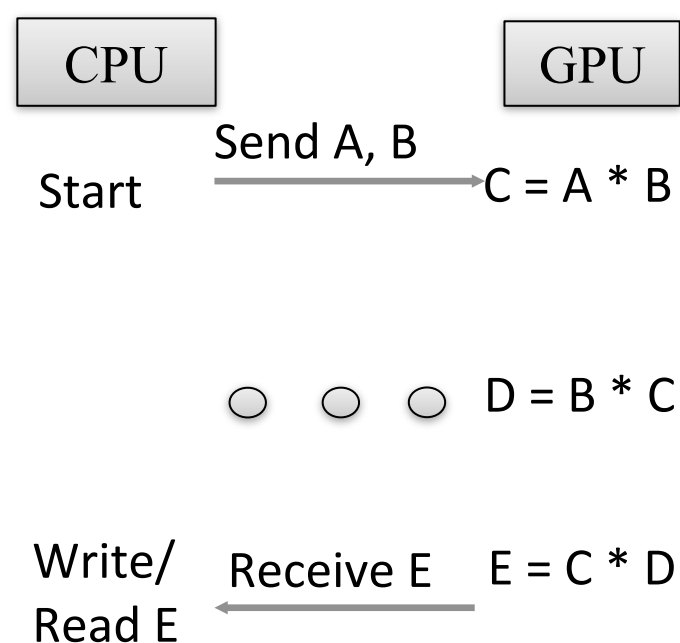 CPU
GPU
Send A, B
Start
C = A * B
D = B * C
Write/
Read E
Receive E
E = C * D